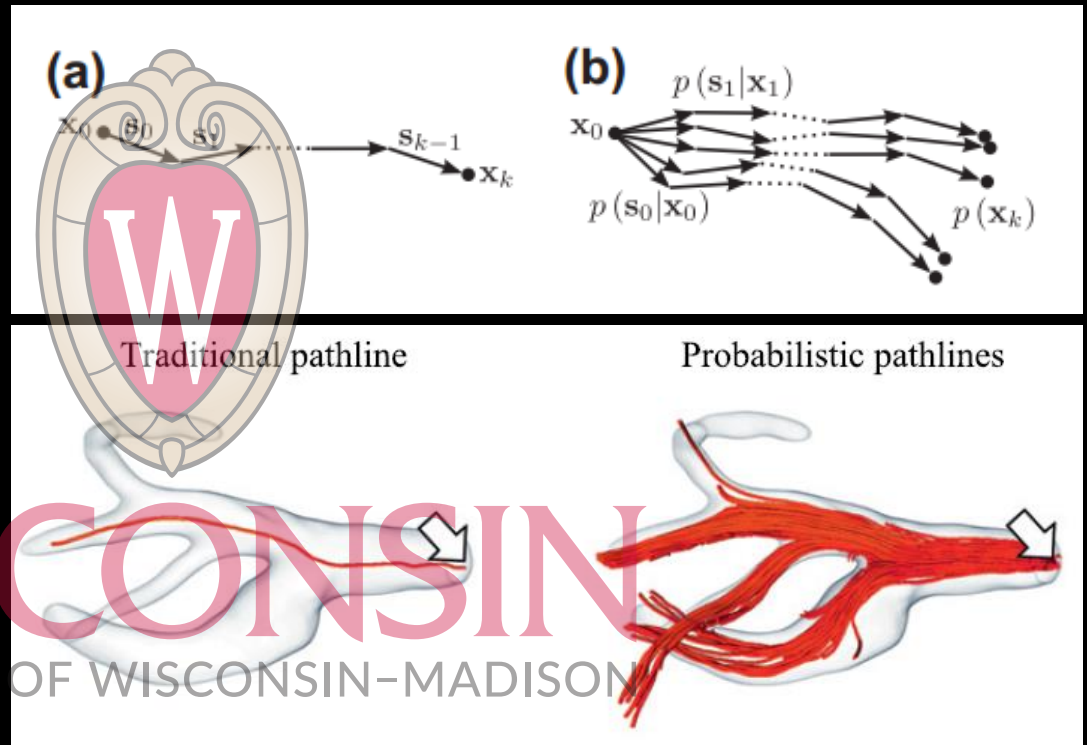 (a)
x₀ s₀ s₁ sₖ₋₁ xₖ
(b)
p(s₁|x₁)
x₀
p(s₀|x₀)
p(xₖ)
W
Traditional pathline
Probabilistic pathlines
CONSIN
OF WISCONSIN–MADISON